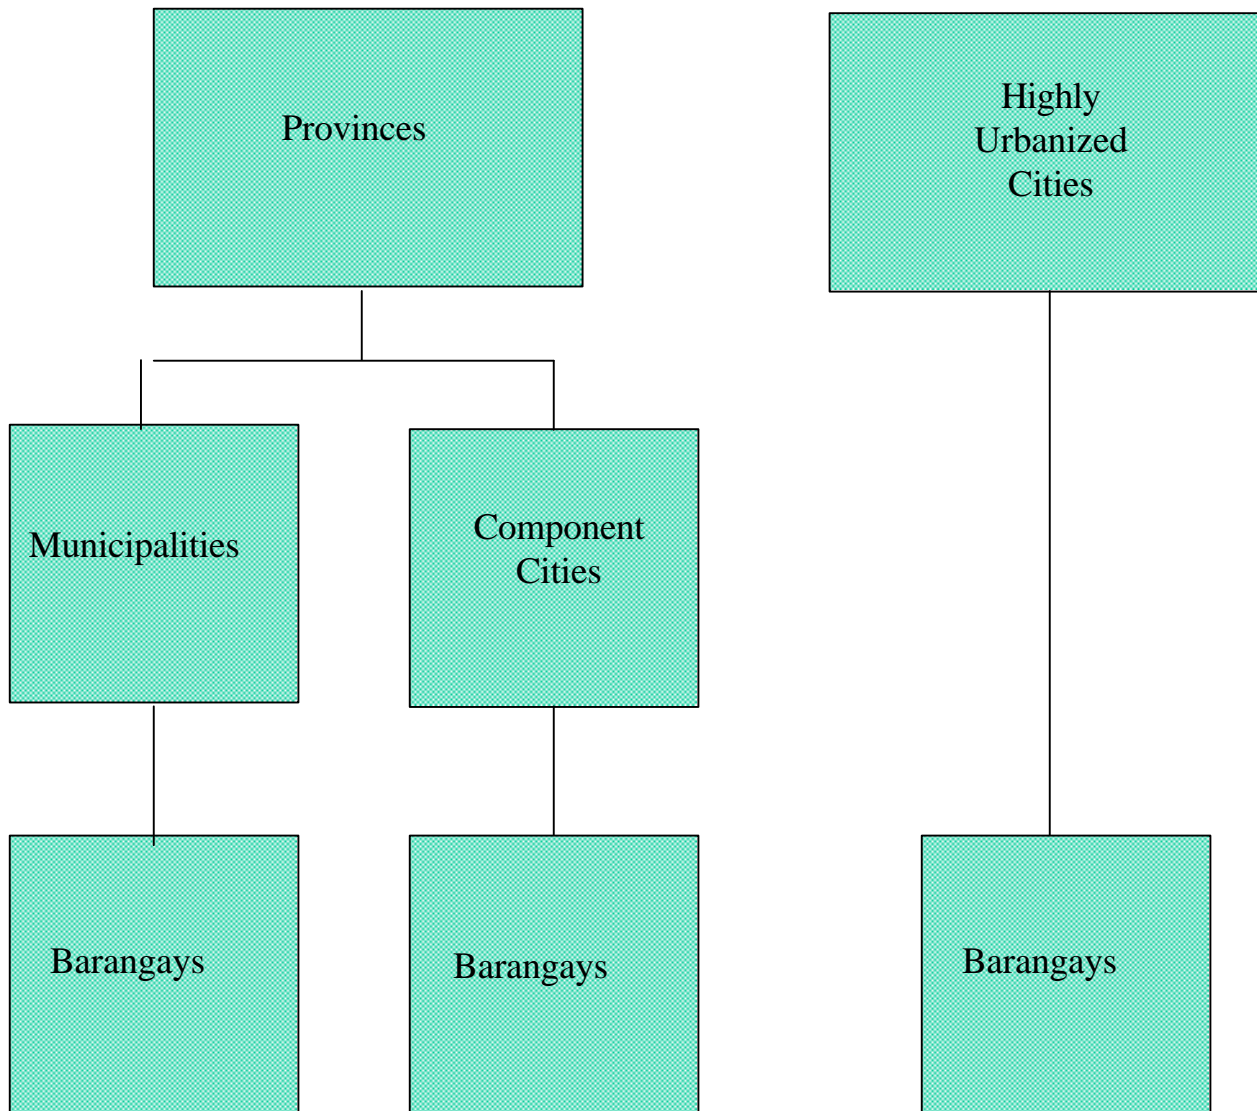 Provinces
Highly
Urbanized
Cities
Municipalities
Component
Cities
Barangays
Barangays
Barangays